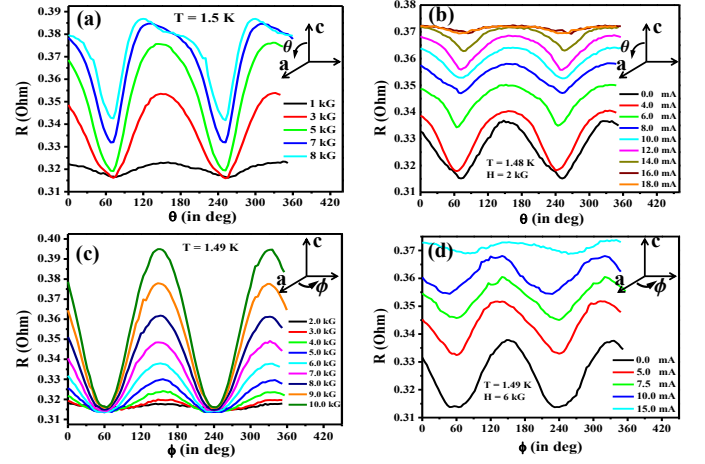 (a)
T = 1.5 K
c
θ
a
R (Ohm)
0.39
0.38
0.37
0.36
0.35
0.34
0.33
0.32
0.31
1 kG
3 kG
5 kG
7 kG
8 kG
0 90 180 270 360 450
θ (in deg)
(b)
c
θ
a
R (Ohm)
0.38
0.37
0.36
0.35
0.34
0.33
0.32
0.31
T = 1.48 K
H = 2 kG
0.0 mA
4.0 mA
6.0 mA
8.0 mA
10.0 mA
12.0 mA
14.0 mA
16.0 mA
18.0 mA
0 60 120 180 240 300 360 420
θ (in deg)
(c)
T = 1.49 K
c
a
ϕ
R (Ohm)
0.40
0.39
0.38
0.37
0.36
0.35
0.34
0.33
0.32
0.31
2.0 kG
3.0 kG
4.0 kG
5.0 kG
6.0 kG
7.0 kG
8.0 kG
9.0 kG
10.0 kG
0 60 120 180 240 300 360 420
ϕ (in deg)
(d)
c
a
ϕ
R (Ohm)
0.37
0.36
0.35
0.34
0.33
0.32
0.31
T = 1.49 K
H = 6 kG
0.0 mA
5.0 mA
7.5 mA
10.0 mA
15.0 mA
0 60 120 180 240 300 360 420
ϕ (in deg)